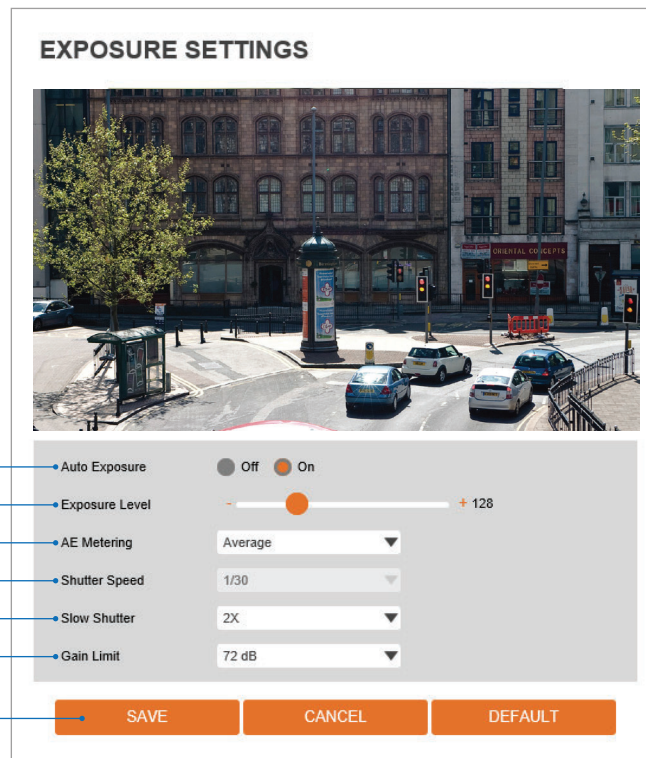 EXPOSURE SETTINGS
ORIENTAL CONCEPTS
Auto Exposure Off On
Exposure Level - + 128
AE Metering Average
Shutter Speed 1/30
Slow Shutter 2X
Gain Limit 72 dB
SAVE CANCEL DEFAULT